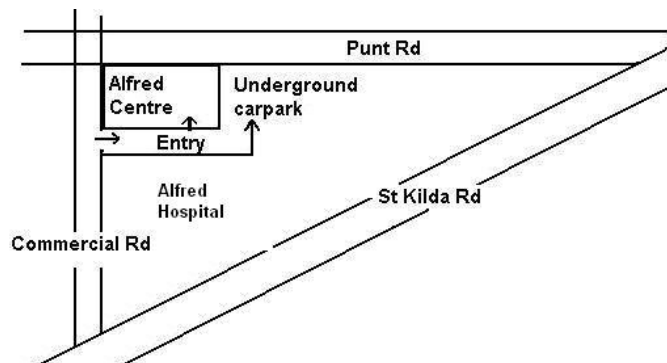 Punt Rd
Alfred
Centre
Underground
carpark
Entry
Alfred
Hospital
St Kilda Rd
Commercial Rd